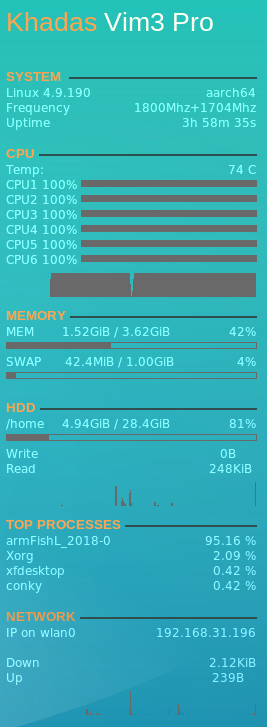 Khadas Vim3 Pro
SYSTEM
Linux 4.9.190 aarch64
Frequency 1800Mhz+1704Mhz
Uptime 3h 58m 35s
CPU
Temp: 74 C
CPU1 100%
CPU2 100%
CPU3 100%
CPU4 100%
CPU5 100%
CPU6 100%
MEMORY
MEM 1.52GiB / 3.62GiB 42%
SWAP 42.4MiB / 1.00GiB 4%
HDD
/home 4.94GiB / 28.4GiB 81%
Write 0B
Read 248KiB
TOP PROCESSES
armFishL_2018-0 95.16 %
Xorg 2.09 %
xfdesktop 0.42 %
conky 0.42 %
NETWORK
IP on wlan0 192.168.31.196
Down 2.12KiB
Up 239B